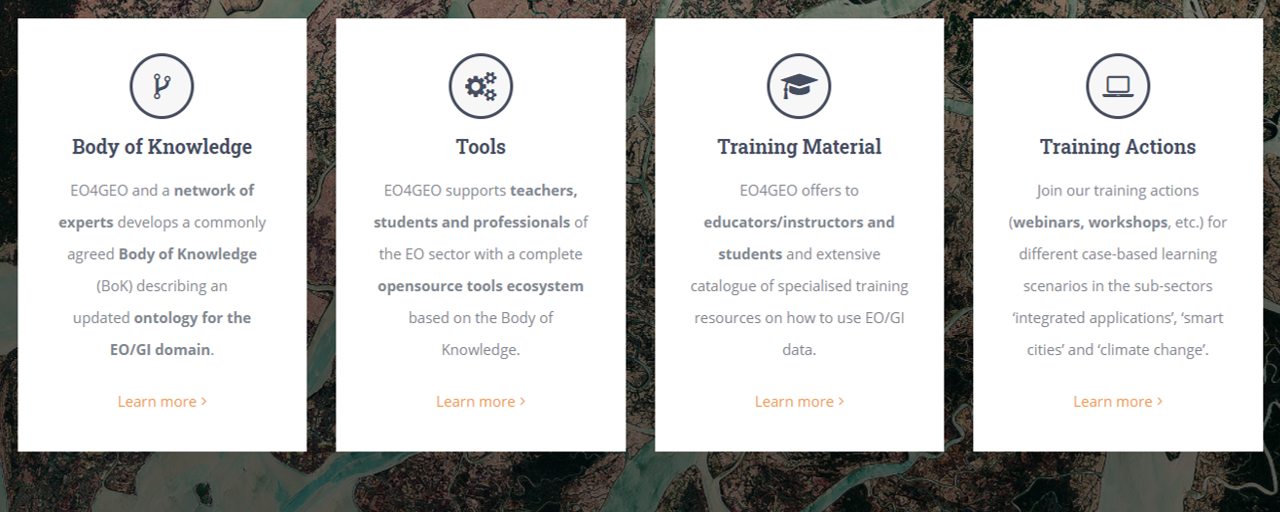 Body of Knowledge
EO4GEO and a network of
experts develops a commonly
agreed Body of Knowledge
(BoK) describing an
updated ontology for the
EO/GI domain.
Learn more >
Tools
EO4GEO supports teachers,
students and professionals of
the EO sector with a complete
opensource tools ecosystem
based on the Body of
Knowledge.
Learn more >
Training Material
EO4GEO offers to
educators/instructors and
students and extensive
catalogue of specialised training
resources on how to use EO/GI
data.
Learn more >
Training Actions
Join our training actions
(webinars, workshops, etc.) for
different case-based learning
scenarios in the sub-sectors
‘integrated applications’, ‘smart
cities’ and ‘climate change’.
Learn more >